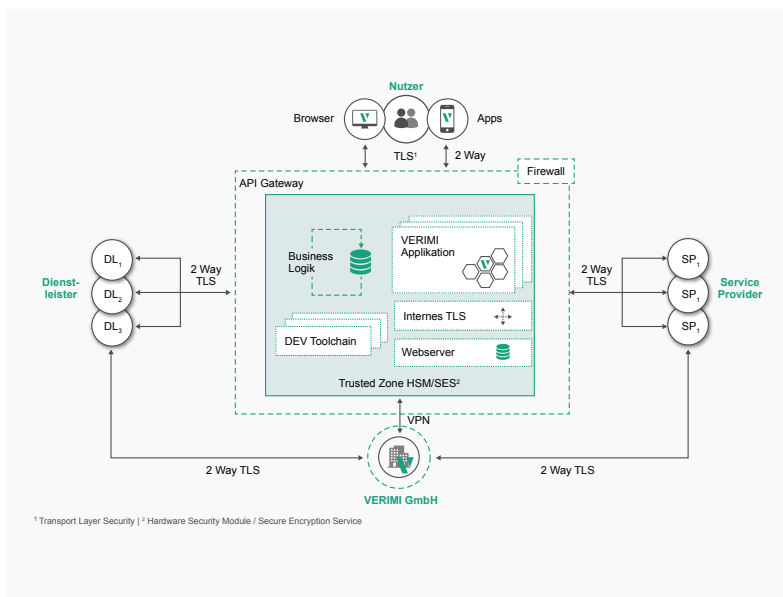 Nutzer
Browser
Apps
TLS¹
2 Way
Firewall
API Gateway
Business
Logik
VERIMI
Applikation
DL₁
DL₂
DL₃
Dienst-
leister
2 Way
TLS
2 Way
TLS
SP₁
SP₁
SP₁
Service
Provider
Internes TLS
DEV Toolchain
Webserver
Trusted Zone HSM/SES²
VPN
2 Way TLS
2 Way TLS
VERIMI GmbH
¹ Transport Layer Security | ² Hardware Security Module / Secure Encryption Service